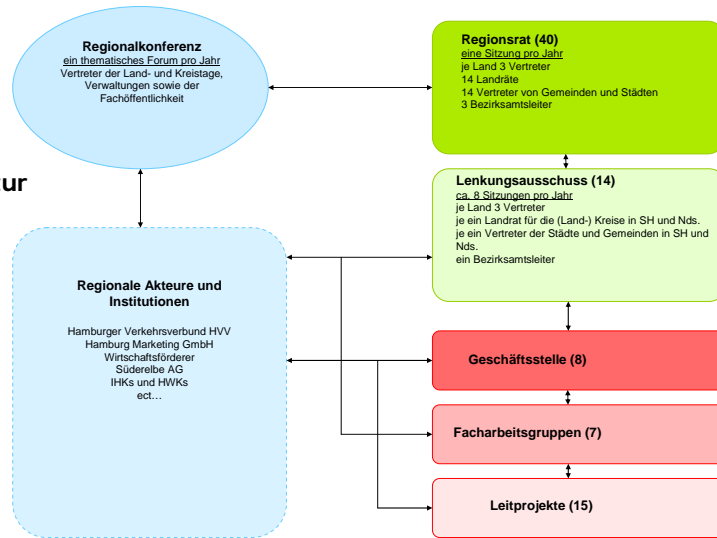 Regionalkonferenz
ein thematisches Forum pro Jahr
Vertreter der Land- und Kreistage,
Verwaltungen sowie der
Fachöffentlichkeit
Regionsrat (40)
eine Sitzung pro Jahr
je Land 3 Vertreter
14 Landräte
14 Vertreter von Gemeinden und Städten
3 Bezirksamtsleiter
tur
Lenkungsausschuss (14)
ca. 8 Sitzungen pro Jahr
je Land 3 Vertreter
je ein Landrat für die (Land-) Kreise in SH und Nds.
je ein Vertreter der Städte und Gemeinden in SH und
Nds.
ein Bezirksamtsleiter
Regionale Akteure und
Institutionen
Hamburger Verkehrsverbund HVV
Hamburg Marketing GmbH
Wirtschaftsförderer
Süderelbe AG
IHKs und HWKs
ect…
Geschäftsstelle (8)
Facharbeitsgruppen (7)
Leitprojekte (15)